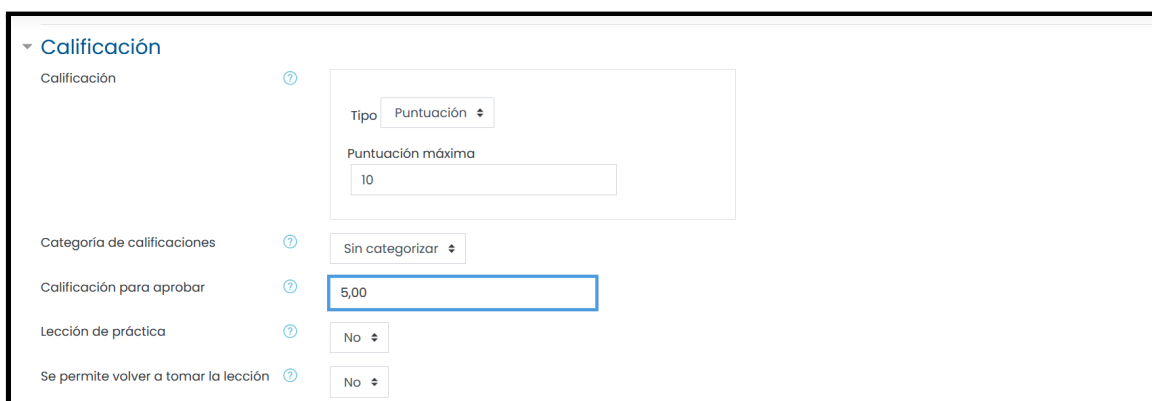 Calificación
Calificación
Tipo Puntuación
Puntuación máxima
10
Categoría de calificaciones Sin categorizar
Calificación para aprobar 5,00
Lección de práctica No
Se permite volver a tomar la lección No